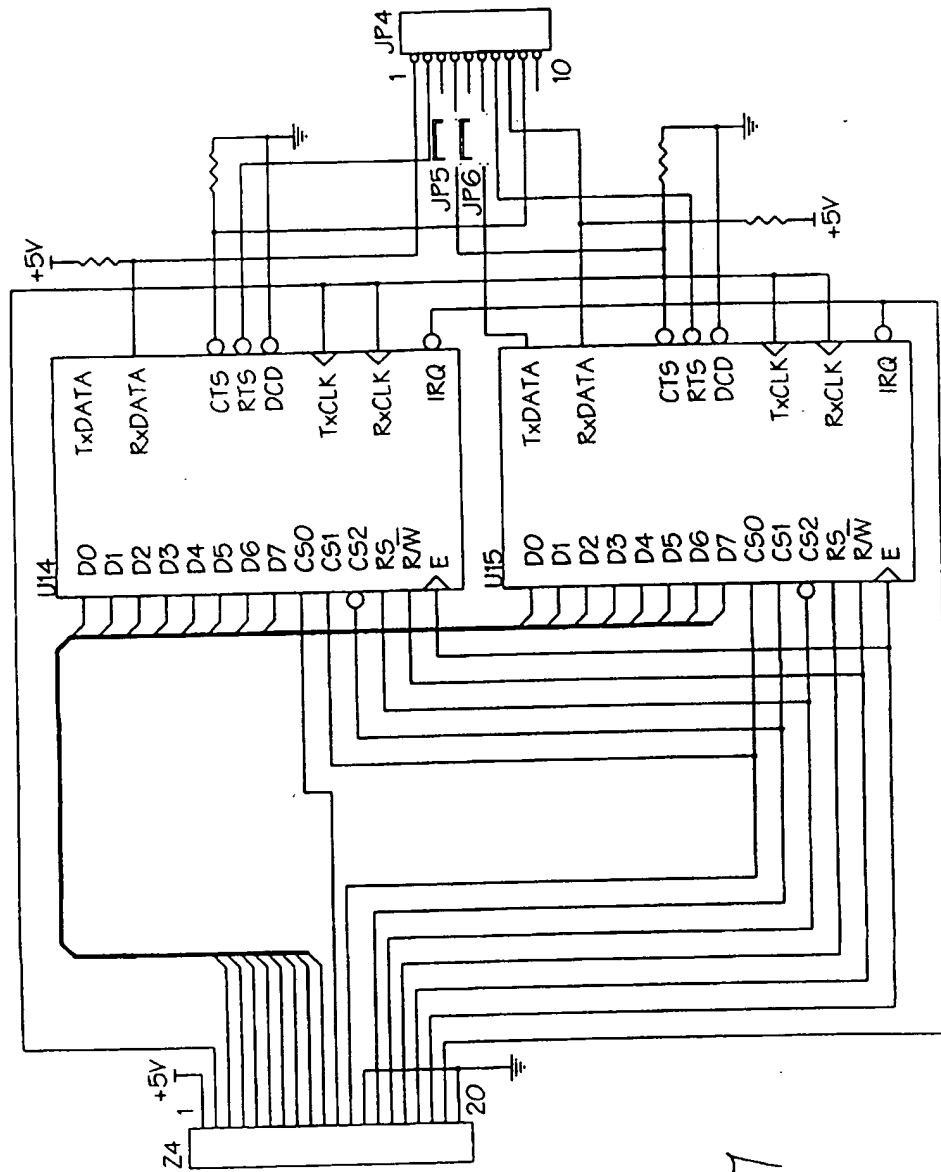 JP4
1
10
JP5
JP6
+5V
+5V
U14
D0
D1
D2
D3
D4
D5
D6
D7
CS0
CS1
CS2
RS
R/W̅
E
TxDATA
RxDATA
CTS
RTS
DCD
TxCLK
RxCLK
IRQ
U15
D0
D1
D2
D3
D4
D5
D6
D7
CS0
CS1
CS2
RS
R/W̅
E
TxDATA
RxDATA
CTS
RTS
DCD
TxCLK
RxCLK
IRQ
Z4
1
+5V
20
7